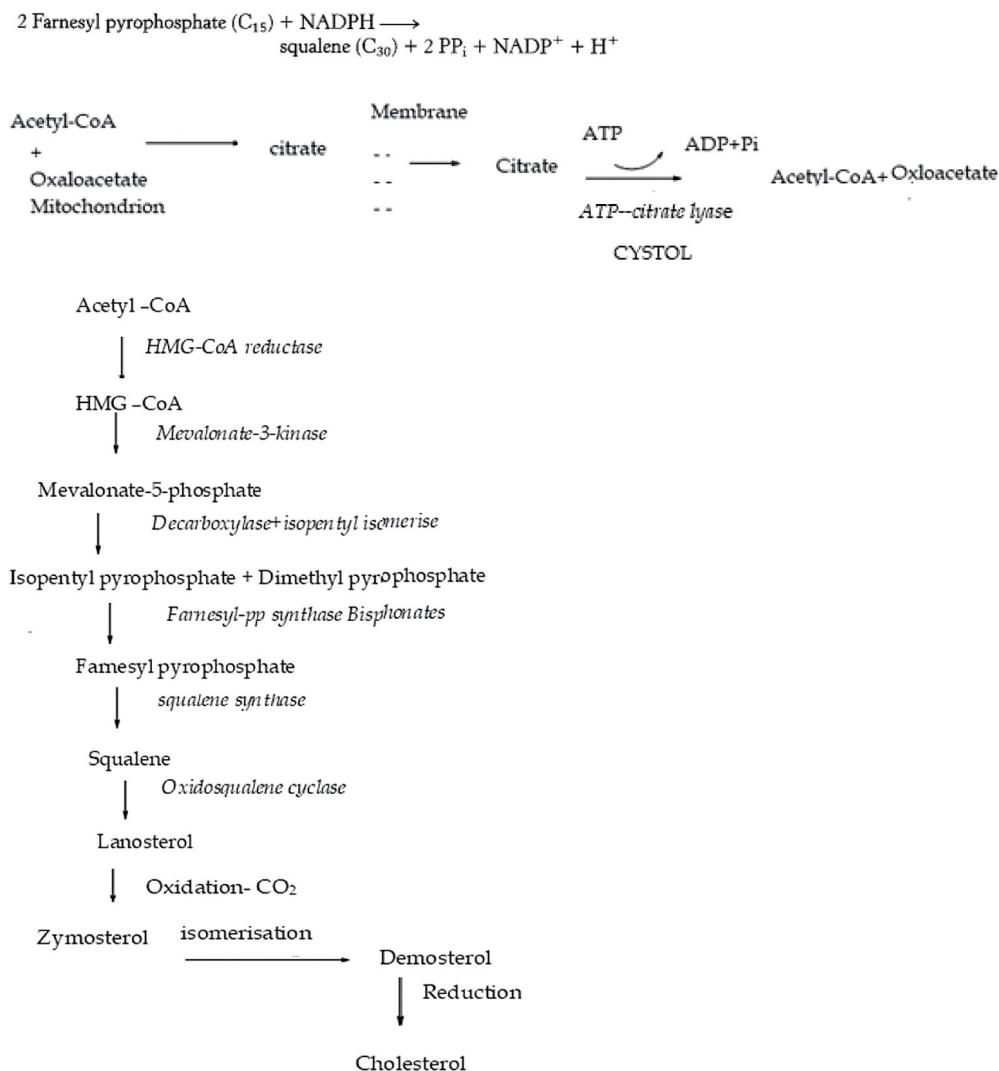 2 Farnesyl pyrophosphate (C₁₅) + NADPH ⟶
squalene (C₃₀) + 2 PPᵢ + NADP⁺ + H⁺
Membrane
Acetyl-CoA
+
Oxaloacetate
Mitochondrion
citrate
Citrate
ATP
ADP+Pi
ATP--citrate lyase
CYSTOL
Acetyl-CoA+ Oxloacetate
Acetyl –CoA
HMG-CoA reductase
HMG –CoA
Mevalonate-3-kinase
Mevalonate-5-phosphate
Decarboxylase+isopentyl isomerise
Isopentyl pyrophosphate + Dimethyl pyrophosphate
Farnesyl-pp synthase Bisphonates
Famesyl pyrophosphate
squalene synthase
Squalene
Oxidosqualene cyclase
Lanosterol
Oxidation- CO₂
Zymosterol
isomerisation
Demosterol
Reduction
Cholesterol